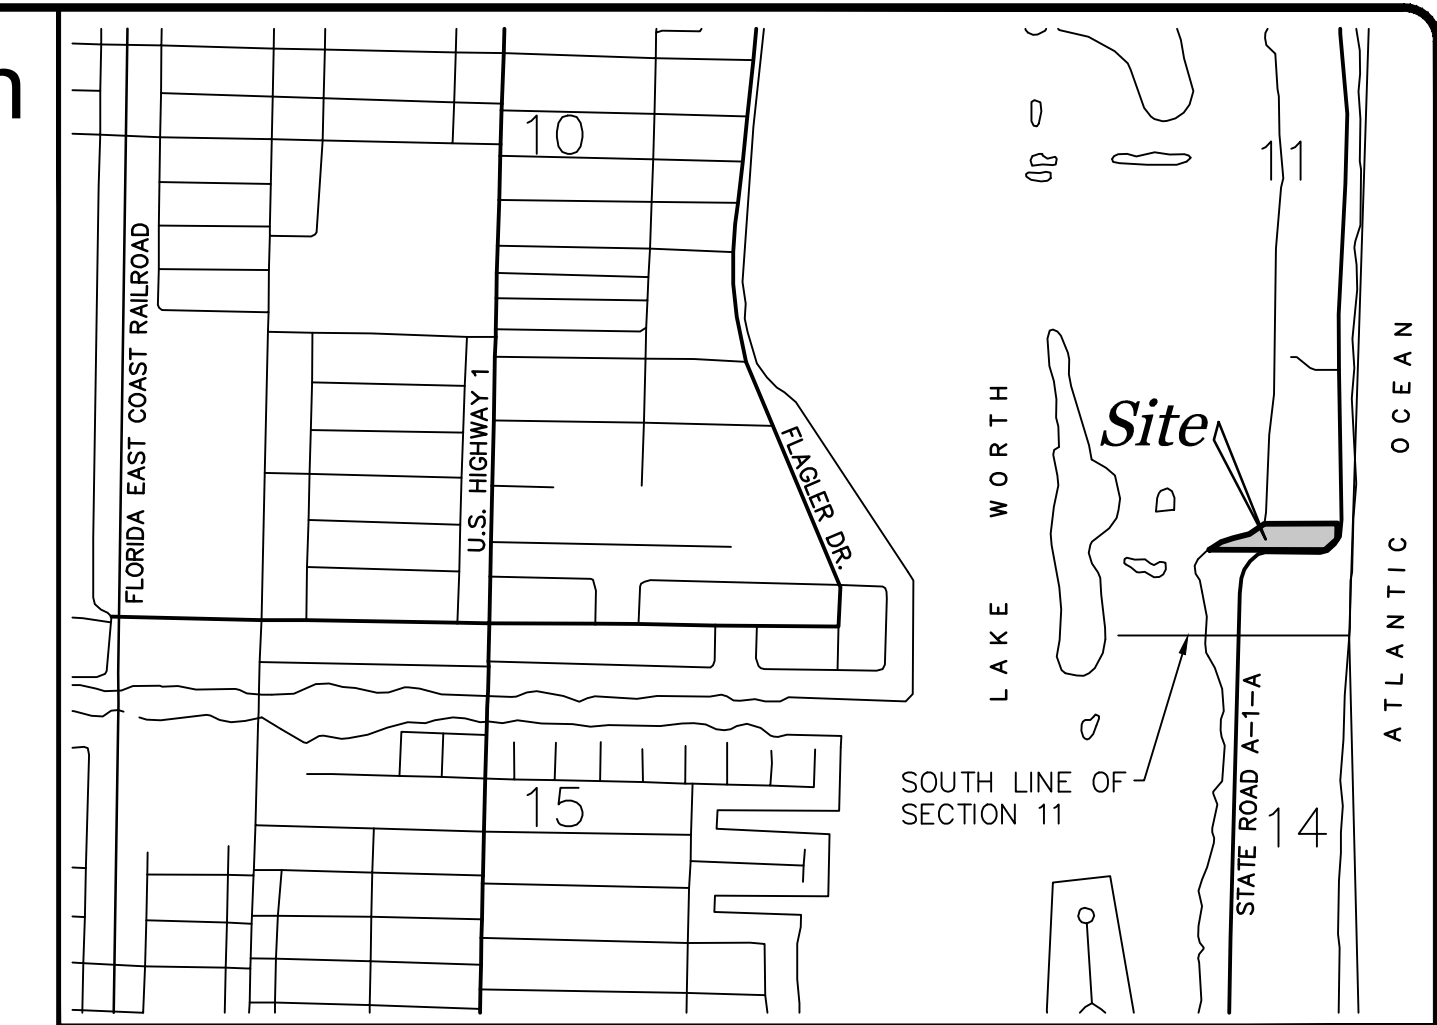 n
10
11
FLORIDA EAST COAST RAILROAD
U.S. HIGHWAY 1
FLAGLER DR.
LAKE WORTH
Site
ATLANTIC OCEAN
SOUTH LINE OF
SECTION 11
STATE ROAD A-1-A
15
14